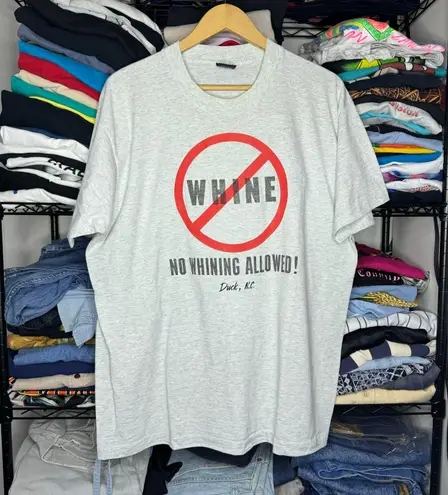 WHINE
NO WHINING ALLOWED!
Duck, N.C.